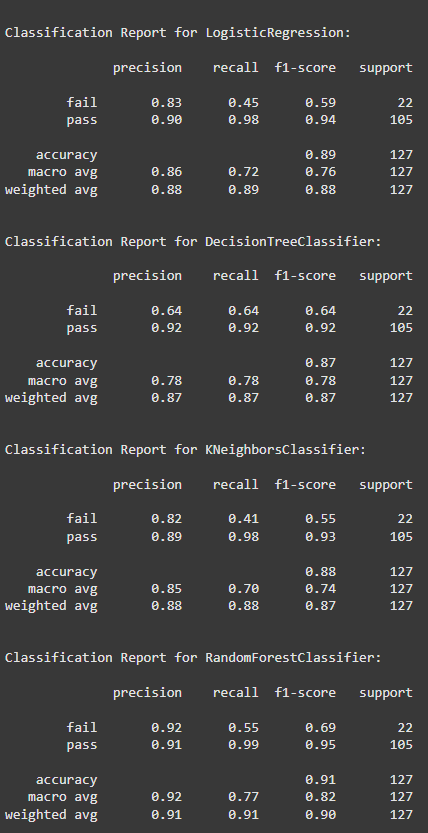 Classification Report for LogisticRegression:
precision recall f1-score support
fail 0.83 0.45 0.59 22
pass 0.90 0.98 0.94 105
accuracy 0.89 127
macro avg 0.86 0.72 0.76 127
weighted avg 0.88 0.89 0.88 127
Classification Report for DecisionTreeClassifier:
precision recall f1-score support
fail 0.64 0.64 0.64 22
pass 0.92 0.92 0.92 105
accuracy 0.87 127
macro avg 0.78 0.78 0.78 127
weighted avg 0.87 0.87 0.87 127
Classification Report for KNeighborsClassifier:
precision recall f1-score support
fail 0.82 0.41 0.55 22
pass 0.89 0.98 0.93 105
accuracy 0.88 127
macro avg 0.85 0.70 0.74 127
weighted avg 0.88 0.88 0.87 127
Classification Report for RandomForestClassifier:
precision recall f1-score support
fail 0.92 0.55 0.69 22
pass 0.91 0.99 0.95 105
accuracy 0.91 127
macro avg 0.92 0.77 0.82 127
weighted avg 0.91 0.91 0.90 127